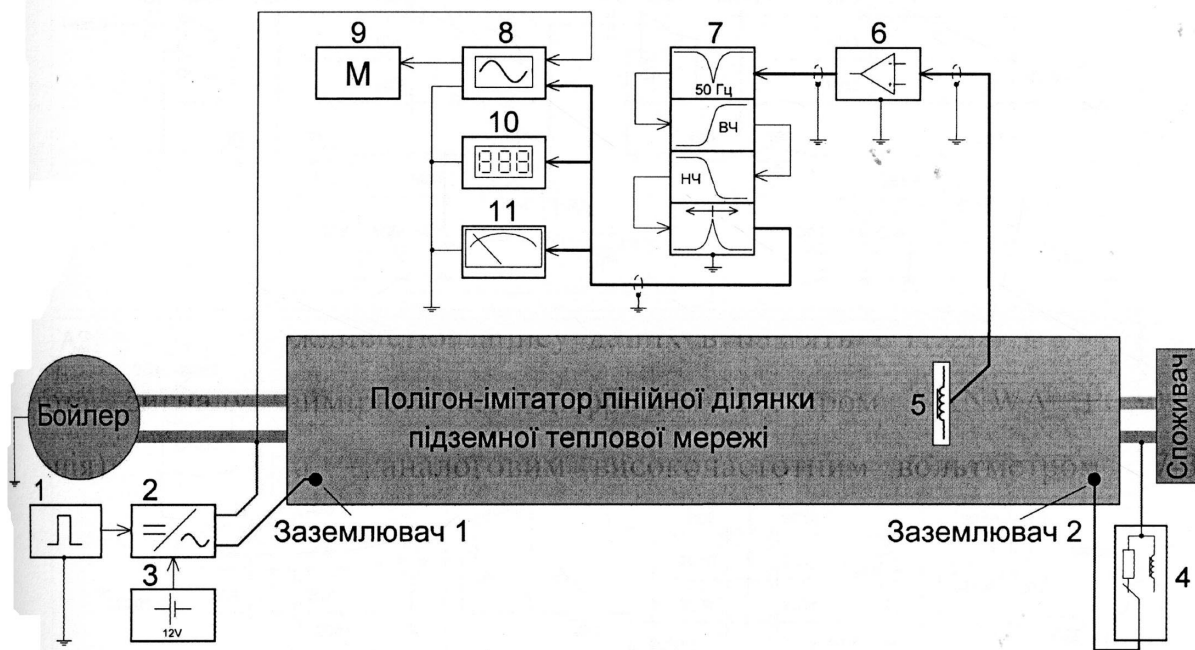 9
8
7
6
М
50 Гц
ВЧ
НЧ
10
11
Бойлер
Полігон-імітатор лінійної ділянки
підземної теплової мережі
5
Споживач
1
2
Заземлювач 1
Заземлювач 2
3
12V
4